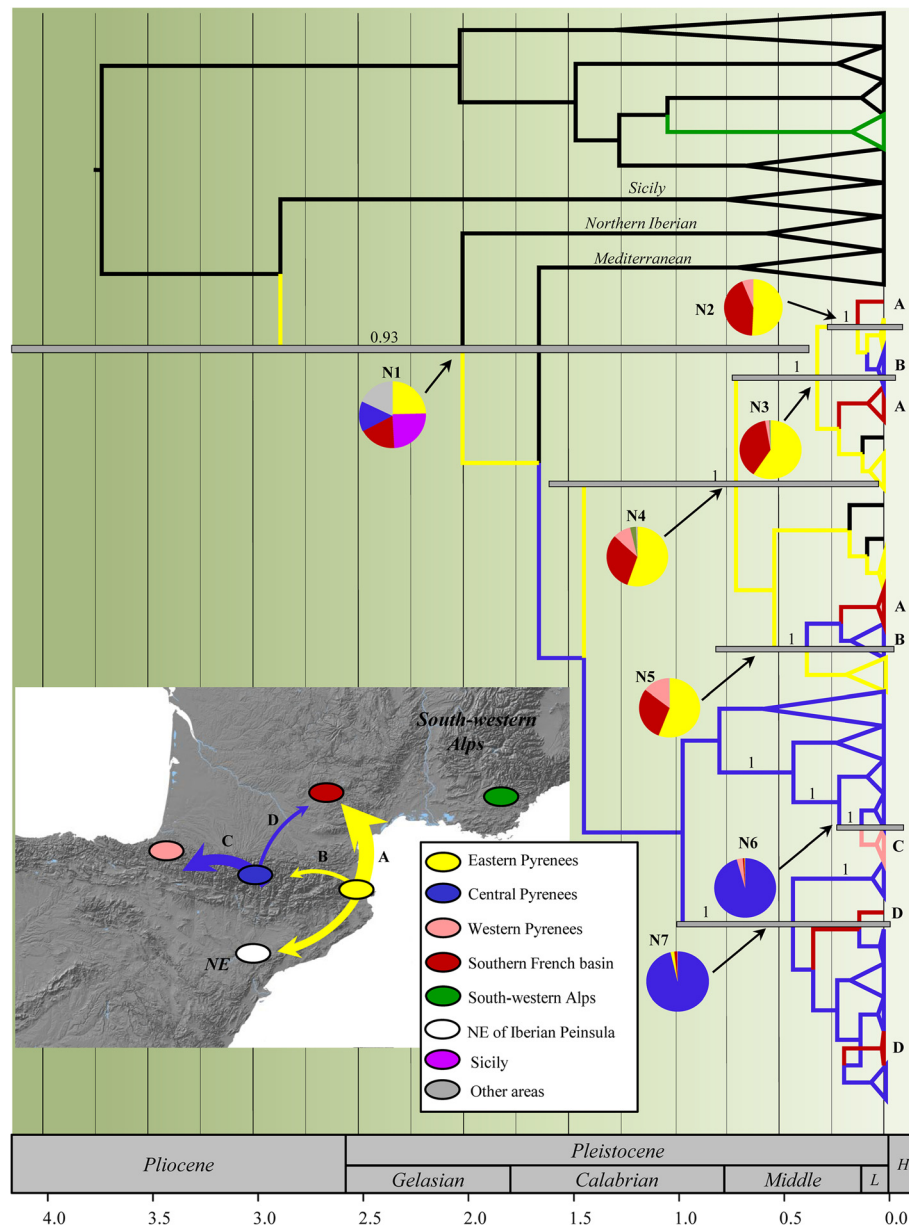 Sicily
Northern Iberian
Mediterranean
A
N2
1
B
0.93
1
N1
A
N3
1
N4
A
B
1
N5
South-western
Alps
1
1
D
C
B
A
NE
Eastern Pyrenees
Central Pyrenees
Western Pyrenees
Southern French basin
South-western Alps
NE of Iberian Peinsula
Sicily
Other areas
1
N6
C
1
D
1
N7
D
Pliocene
Pleistocene
H
Gelasian
Calabrian
Middle
L
4.0 3.5 3.0 2.5 2.0 1.5 1.0 0.5 0.0